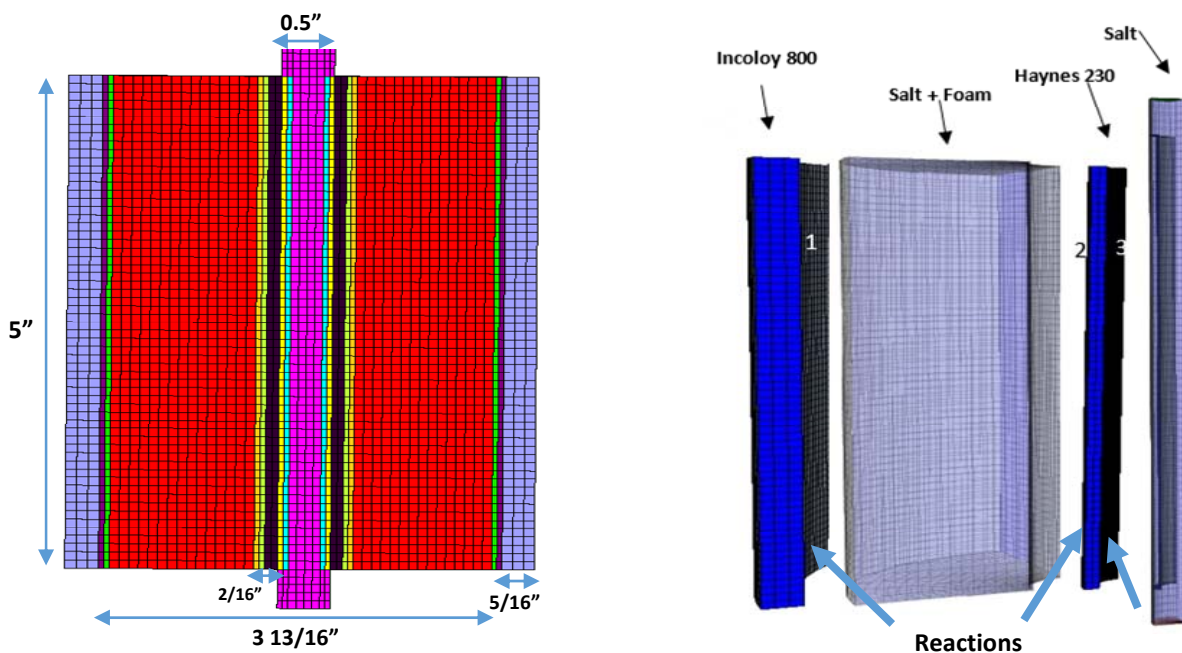 0.5”
5”
2/16”
5/16”
3 13/16”
Salt
Incoloy 800
Haynes 230
Salt + Foam
1
2
3
Reactions